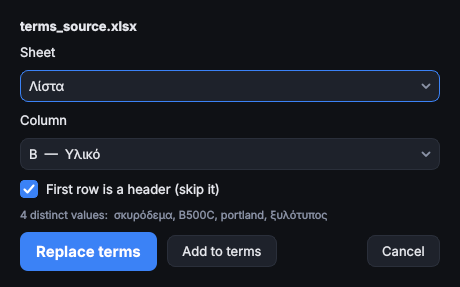 terms_source.xlsx
Sheet
Λίστα
Column
B — Υλικό
First row is a header (skip it)
4 distinct values: σκυρόδεμα, B500C, portland, ξυλότυπος
Replace terms Add to terms Cancel